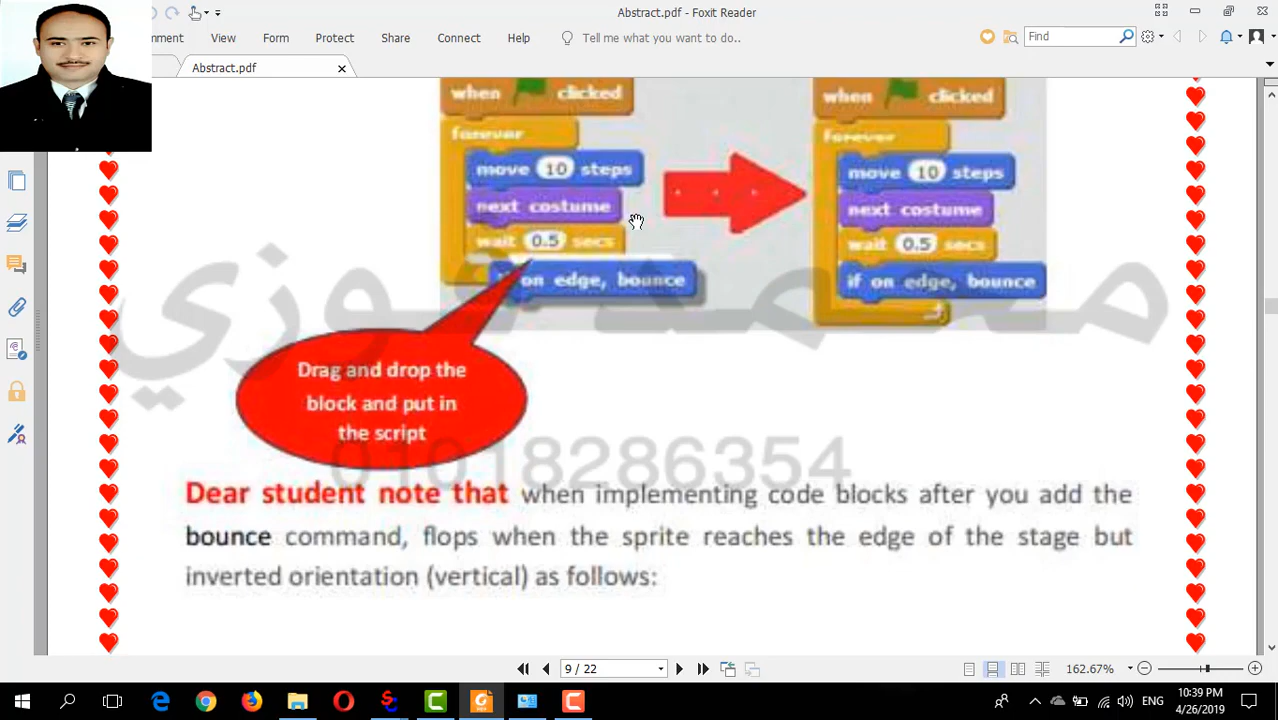 Abstract.pdf - Foxit Reader
mment View Form Protect Share Connect Help Tell me what you want to do.. Find
Abstract.pdf
when clicked
forever
move 10 steps
next costume
wait 0.5 secs
if on edge, bounce
when clicked
forever
move 10 steps
next costume
wait 0.5 secs
if on edge, bounce
Drag and drop the
block and put in
the script
محمد فوزي
01018286354
Dear student note that when implementing code blocks after you add the
bounce command, flops when the sprite reaches the edge of the stage but
inverted orientation (vertical) as follows:
9 / 22
162.67%
ENG
10:39 PM
4/26/2019